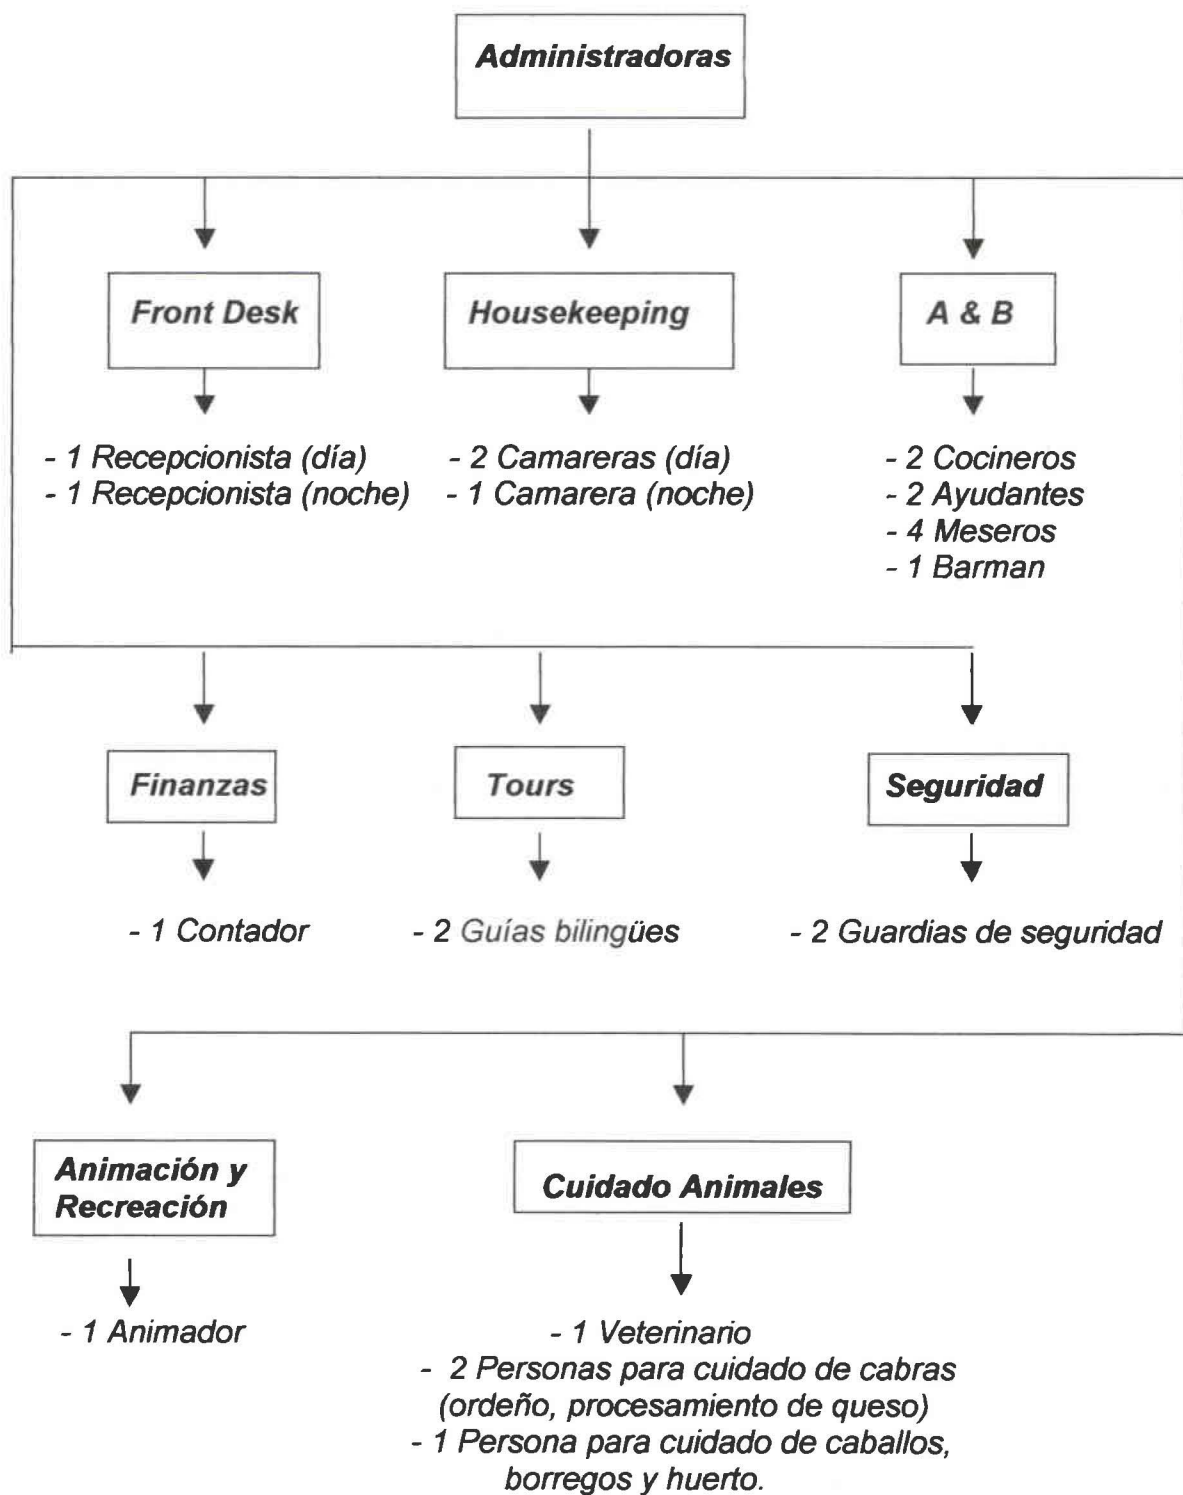 Administradoras
Front Desk
Housekeeping
A & B
- 1 Recepcionista (día)
- 1 Recepcionista (noche)
- 2 Camareras (día)
- 1 Camarera (noche)
- 2 Cocineros
- 2 Ayudantes
- 4 Meseros
- 1 Barman
Finanzas
Tours
Seguridad
- 1 Contador
- 2 Guías bilingües
- 2 Guardias de seguridad
Animación y
Recreación
Cuidado Animales
- 1 Animador
- 1 Veterinario
- 2 Personas para cuidado de cabras
(ordeño, procesamiento de queso)
- 1 Persona para cuidado de caballos,
borregos y huerto.